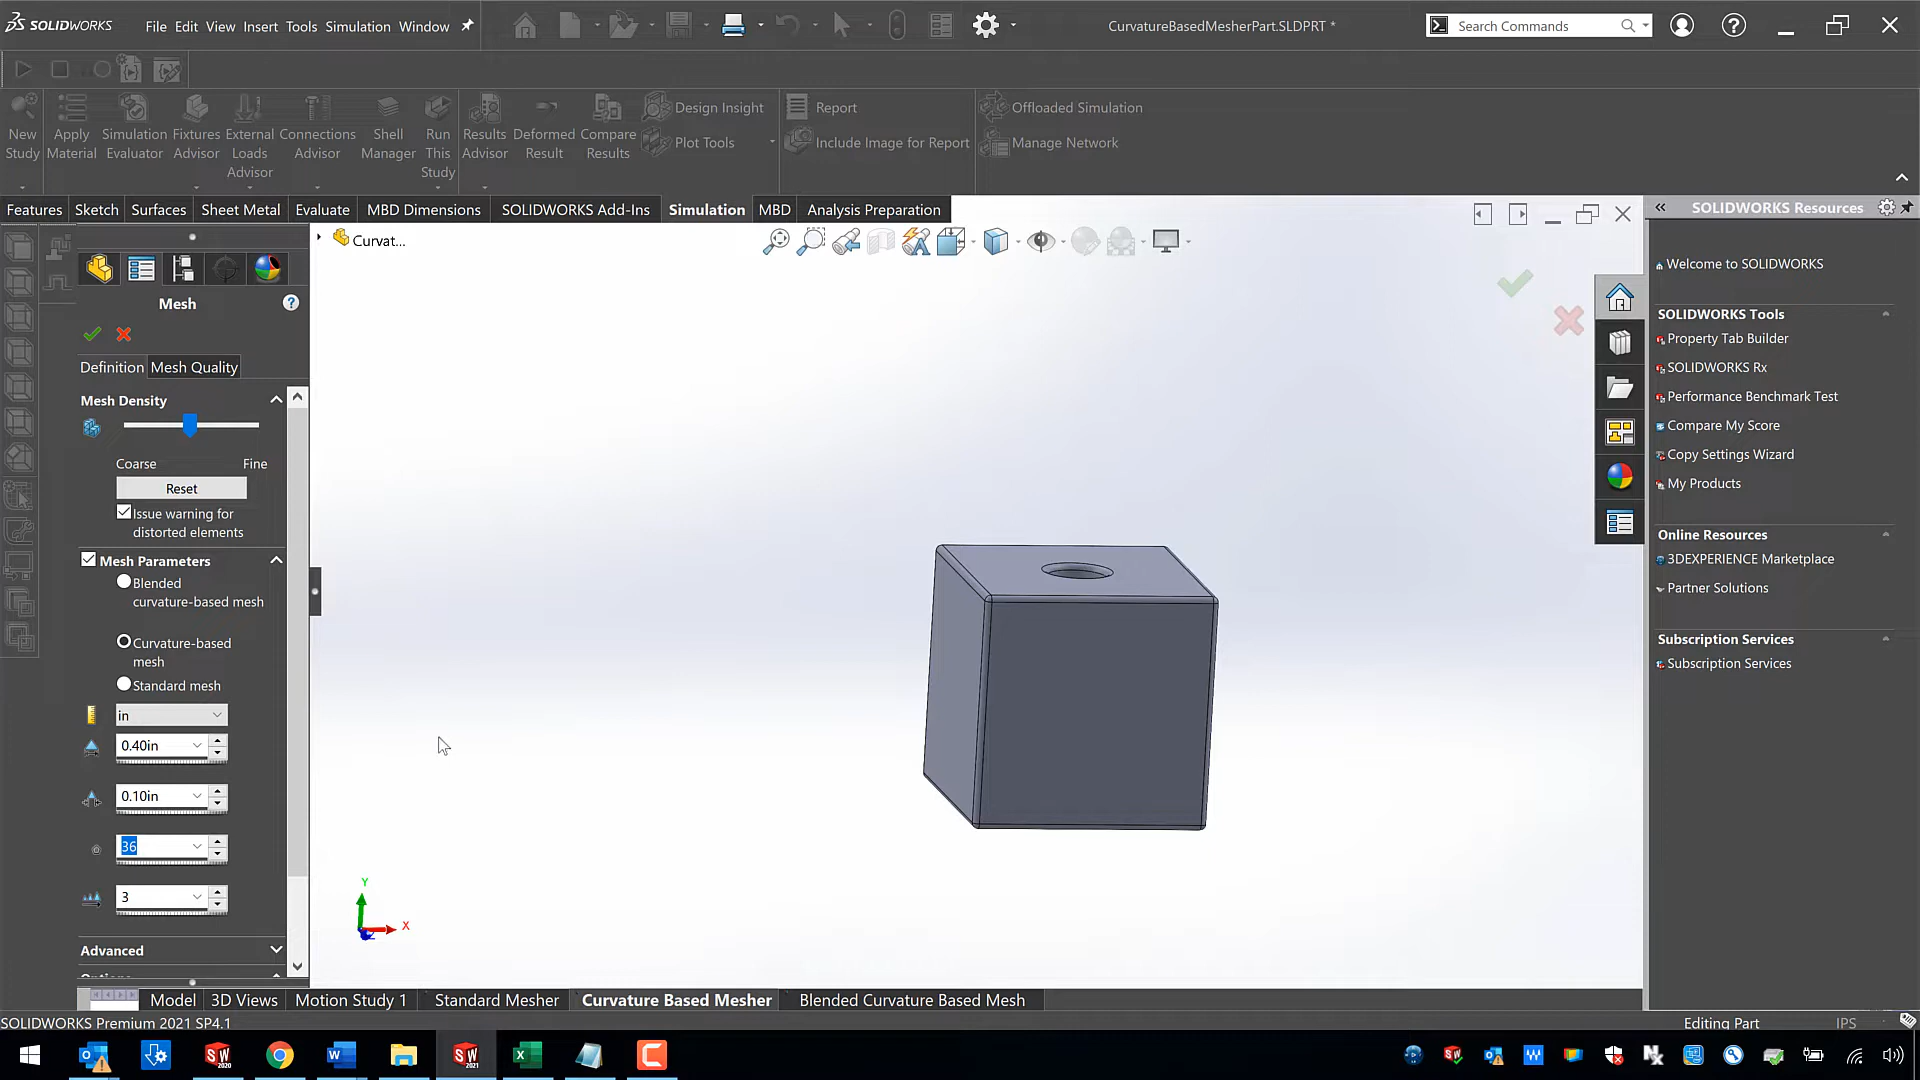 SOLIDWORKS File Edit View Insert Tools Simulation Window CurvatureBasedMesherPart.SLDPRT * Search Commands
New Study
Apply Material
Simulation Evaluator
Fixtures Advisor
External Loads Advisor
Connections Advisor
Shell Manager
Run This Study
Results Advisor
Deformed Result
Compare Results
Design Insight
Plot Tools
Report
Include Image for Report
Offloaded Simulation
Manage Network
Features Sketch Surfaces Sheet Metal Evaluate MBD Dimensions SOLIDWORKS Add-Ins Simulation MBD Analysis Preparation
Curvat...
Mesh
Definition Mesh Quality
Mesh Density
Coarse Fine
Reset
Issue warning for
distorted elements
Mesh Parameters
Blended
curvature-based mesh
Curvature-based
mesh
Standard mesh
in
0.40in
0.10in
36
3
Advanced
Y
X
SOLIDWORKS Resources
Welcome to SOLIDWORKS
SOLIDWORKS Tools
Property Tab Builder
SOLIDWORKS Rx
Performance Benchmark Test
Compare My Score
Copy Settings Wizard
My Products
Online Resources
3DEXPERIENCE Marketplace
Partner Solutions
Subscription Services
Subscription Services
Model 3D Views Motion Study 1 Standard Mesher Curvature Based Mesher Blended Curvature Based Mesh
SOLIDWORKS Premium 2021 SP4.1 Editing Part IPS
SW 2020
SW 2021